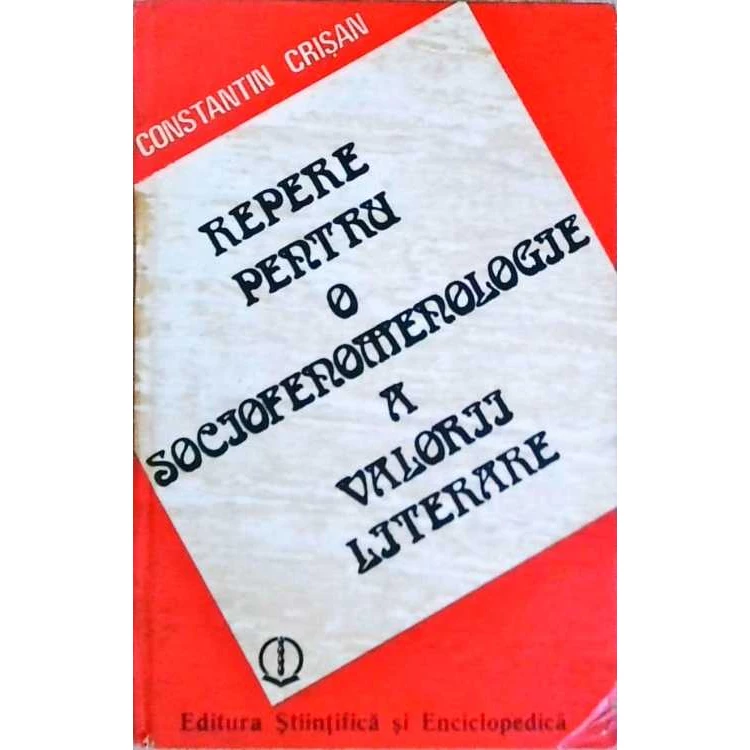 CONSTANTIN CRIȘAN
REPERE
PENTRU
O
SOCIOFENOMENOLOGIE
A
VALORII
LITERARE
Editura Științifică și Enciclopedică